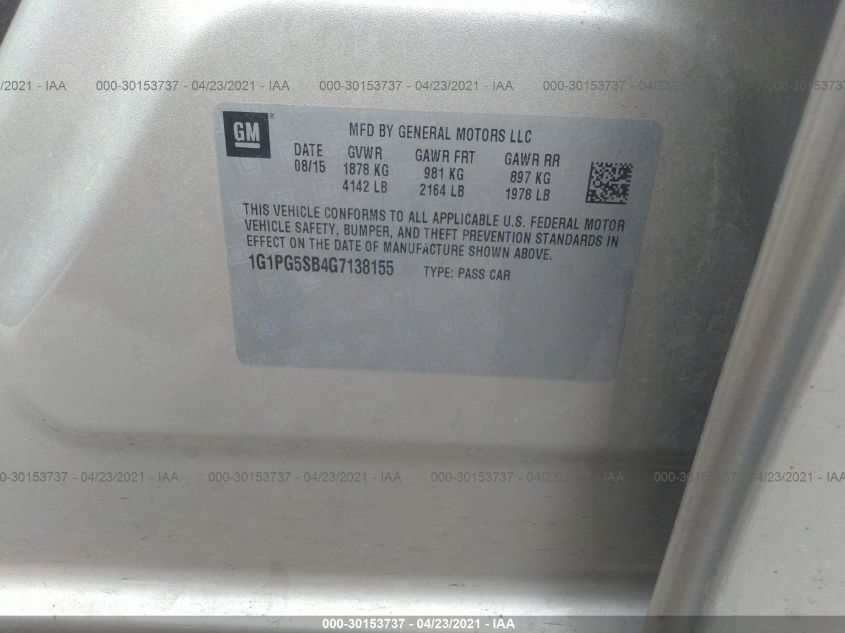 /2021 - IAA 000-30153737 - 04/23/2021 - IAA 000-30153737 - 04/23/2021 - IAA 000-30153737 - 04/23/2021 - IAA
GM ®
MFD BY GENERAL MOTORS LLC
DATE GVWR GAWR FRT GAWR RR
08/15 1878 KG 981 KG 897 KG
4142 LB 2164 LB 1978 LB
THIS VEHICLE CONFORMS TO ALL APPLICABLE U.S. FEDERAL MOTOR
VEHICLE SAFETY, BUMPER, AND THEFT PREVENTION STANDARDS IN
EFFECT ON THE DATE OF MANUFACTURE SHOWN ABOVE.
1G1PG5SB4G7138155 TYPE: PASS CAR
000-30153737 - 04/23/2021 - IAA 000-30153737 - 04/23/2021 - IAA 000-30153737 - 04/23/2021 - IAA 000-30153737 - 04/23/2021 - IAA
000-30153737 - 04/23/2021 - IAA